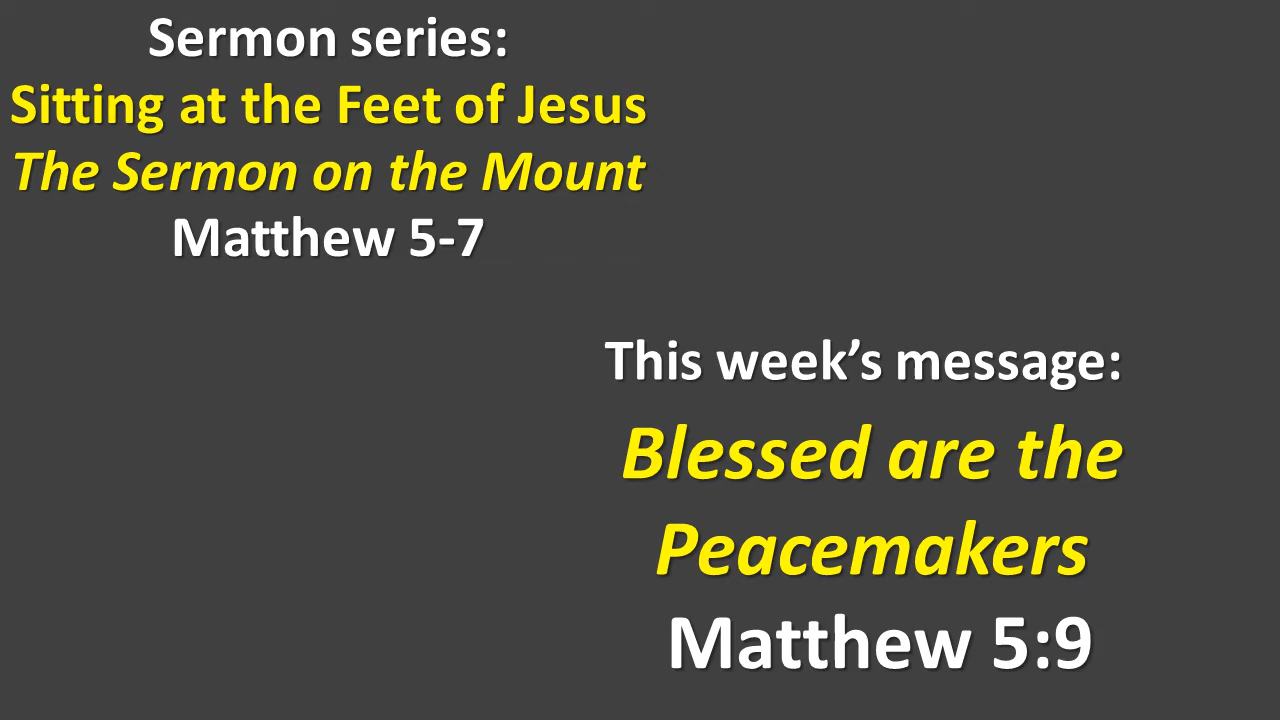 Sermon series:
Sitting at the Feet of Jesus
The Sermon on the Mount
Matthew 5-7
This week’s message:
Blessed are the
Peacemakers
Matthew 5:9